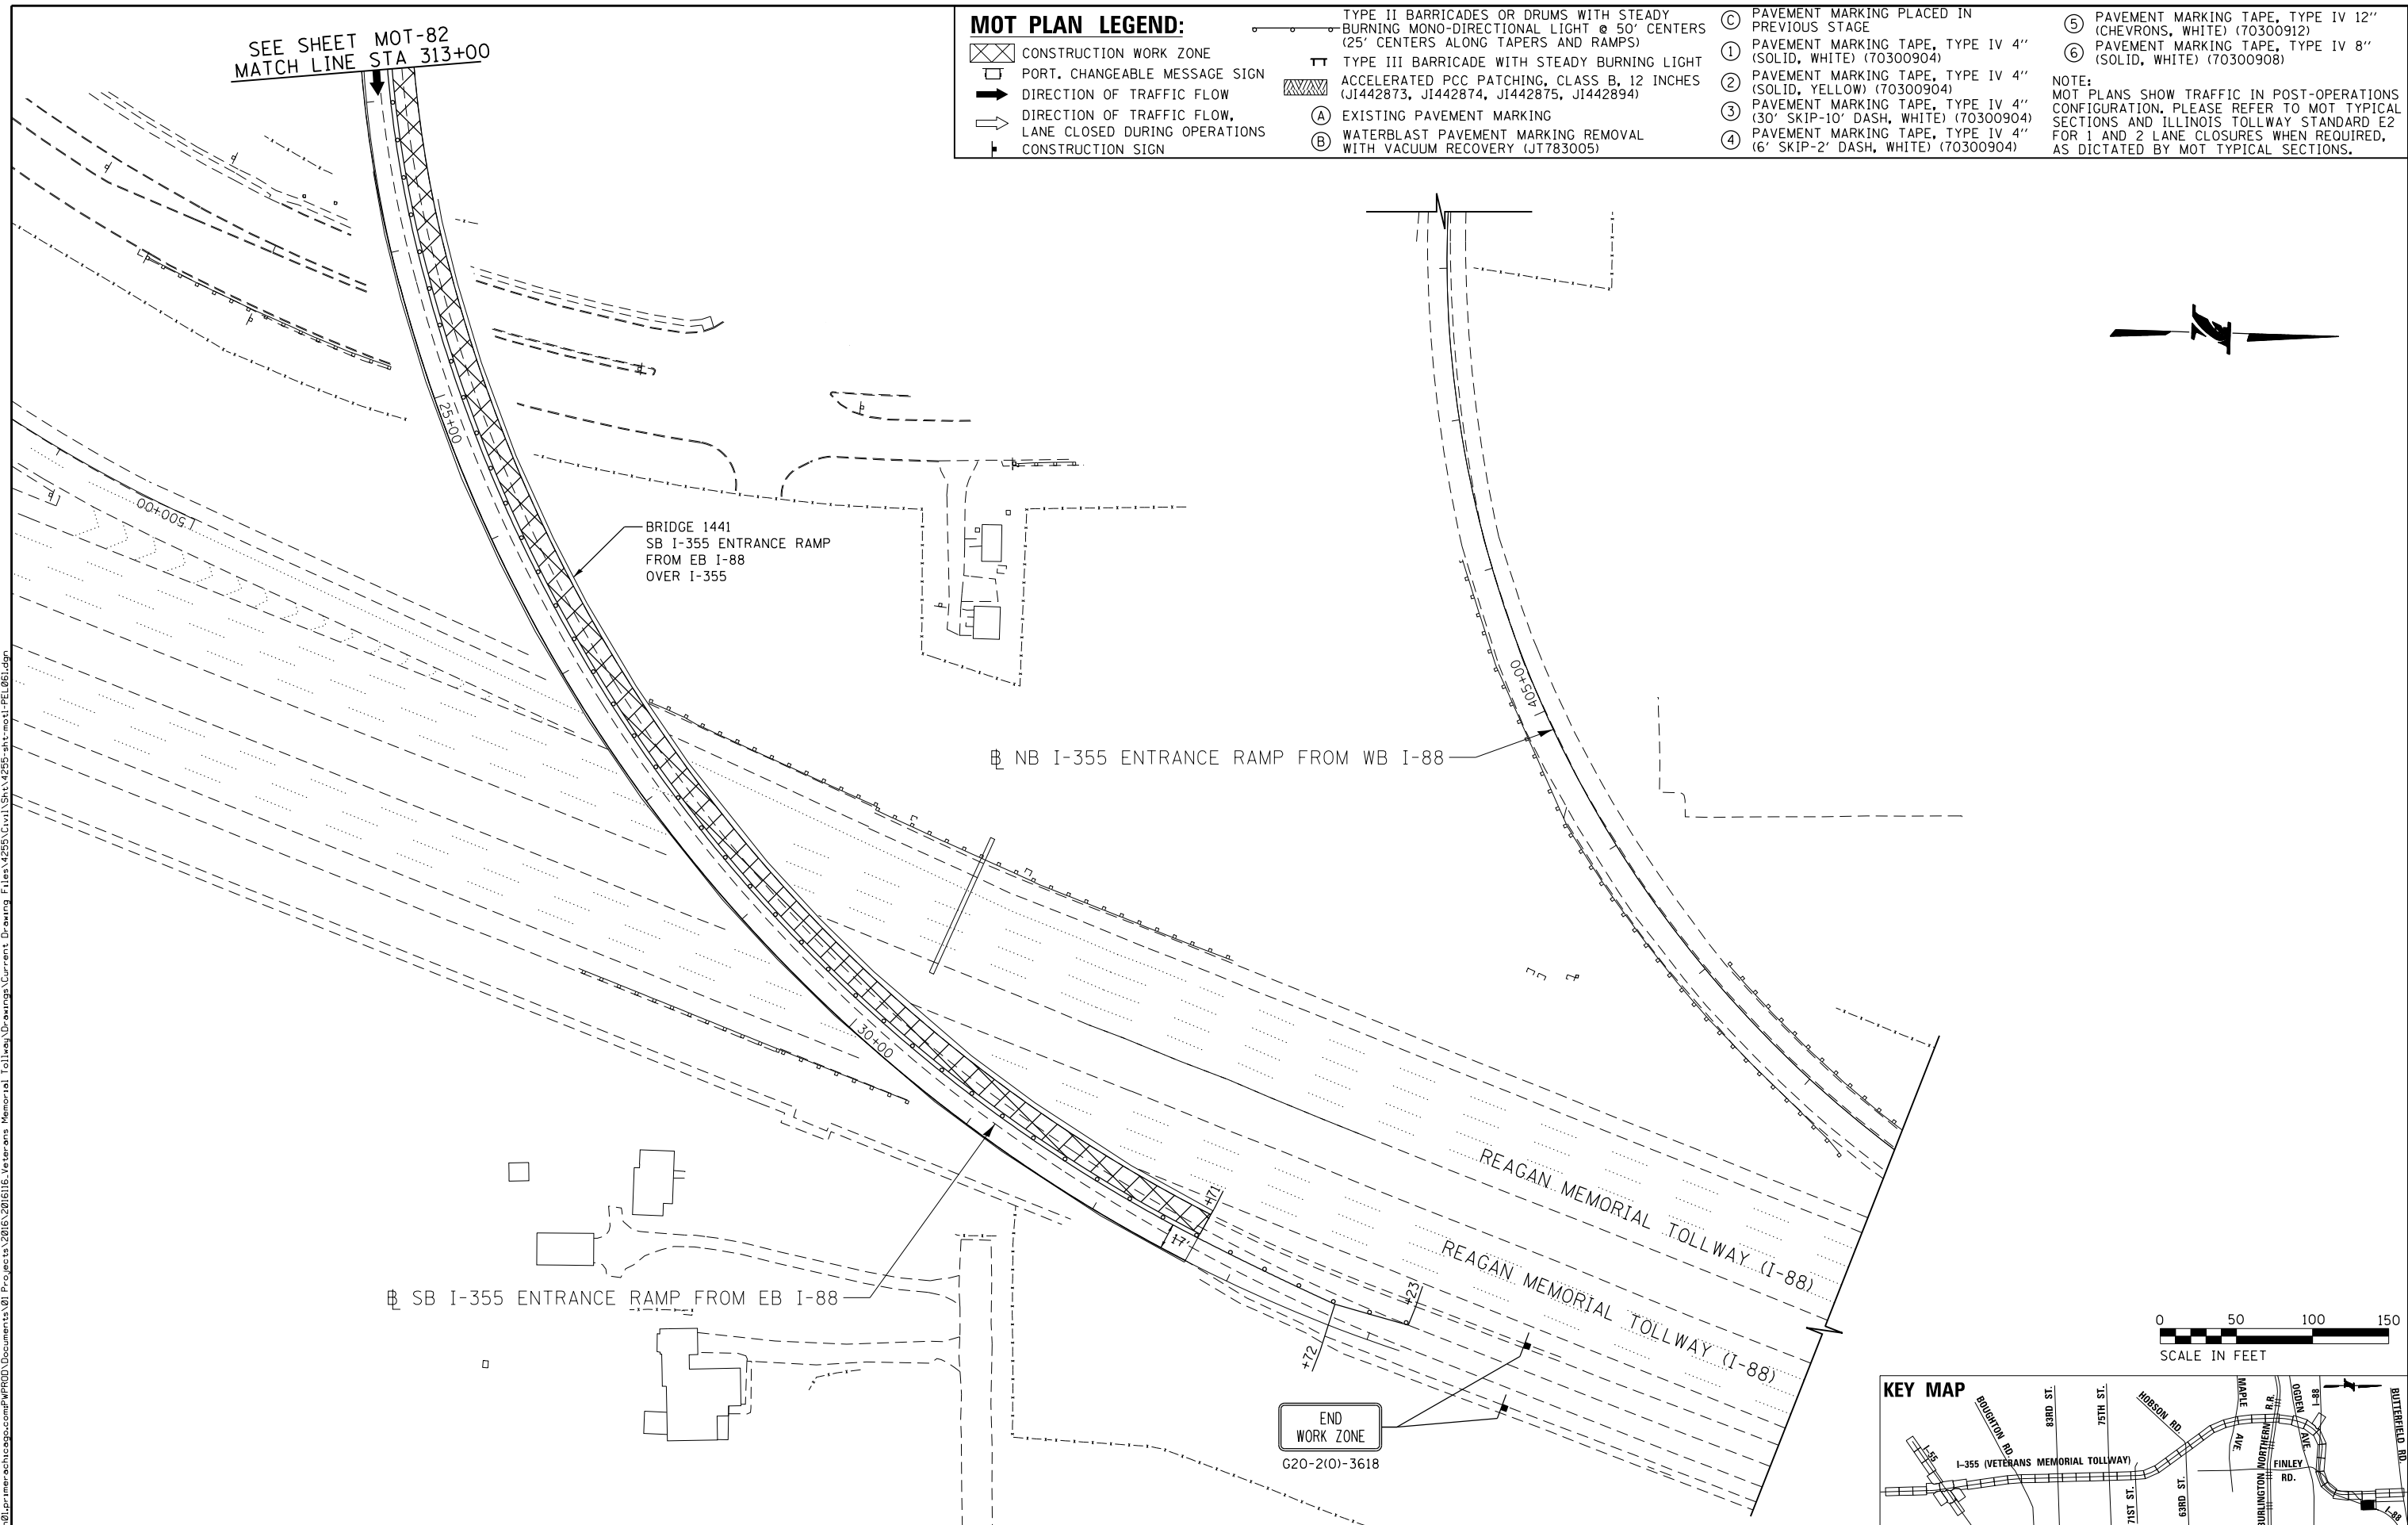 SEE SHEET MOT-82
MATCH LINE STA 313+00
MOT PLAN LEGEND:
CONSTRUCTION WORK ZONE
PORT. CHANGEABLE MESSAGE SIGN
DIRECTION OF TRAFFIC FLOW
DIRECTION OF TRAFFIC FLOW,
LANE CLOSED DURING OPERATIONS
CONSTRUCTION SIGN
TYPE II BARRICADES OR DRUMS WITH STEADY
BURNING MONO-DIRECTIONAL LIGHT @ 50' CENTERS
(25' CENTERS ALONG TAPERS AND RAMPS)
TYPE III BARRICADE WITH STEADY BURNING LIGHT
ACCELERATED PCC PATCHING, CLASS B, 12 INCHES
(JI442873, JI442874, JI442875, JI442894)
A EXISTING PAVEMENT MARKING
B WATERBLAST PAVEMENT MARKING REMOVAL
WITH VACUUM RECOVERY (JT783005)
C PAVEMENT MARKING PLACED IN
PREVIOUS STAGE
1 PAVEMENT MARKING TAPE, TYPE IV 4''
(SOLID, WHITE) (70300904)
2 PAVEMENT MARKING TAPE, TYPE IV 4''
(SOLID, YELLOW) (70300904)
3 PAVEMENT MARKING TAPE, TYPE IV 4''
(30' SKIP-10' DASH, WHITE) (70300904)
4 PAVEMENT MARKING TAPE, TYPE IV 4''
(6' SKIP-2' DASH, WHITE) (70300904)
5 PAVEMENT MARKING TAPE, TYPE IV 12''
(CHEVRONS, WHITE) (70300912)
6 PAVEMENT MARKING TAPE, TYPE IV 8''
(SOLID, WHITE) (70300908)
NOTE:
MOT PLANS SHOW TRAFFIC IN POST-OPERATIONS
CONFIGURATION. PLEASE REFER TO MOT TYPICAL
SECTIONS AND ILLINOIS TOLLWAY STANDARD E2
FOR 1 AND 2 LANE CLOSURES WHEN REQUIRED,
AS DICTATED BY MOT TYPICAL SECTIONS.
25+00
1500+00
BRIDGE 1441
SB I-355 ENTRANCE RAMP
FROM EB I-88
OVER I-355
405+00
BL NB I-355 ENTRANCE RAMP FROM WB I-88
30+00
+71
17'
REAGAN MEMORIAL TOLLWAY (I-88)
REAGAN MEMORIAL TOLLWAY (I-88)
BL SB I-355 ENTRANCE RAMP FROM EB I-88
+23
+72
END
WORK ZONE
G20-2(O)-3618
0 50 100 150
SCALE IN FEET
KEY MAP
I-55
BOUGHTON RD.
I-355 (VETERANS MEMORIAL TOLLWAY)
83RD ST.
75TH ST.
71ST ST.
HOBSON RD.
63RD ST.
MAPLE
AVE.
BURLINGTON NORTHERN R.R.
OGDEN
AVE
FINLEY
RD.
I-88
I-88
BUTTERFIELD RD.